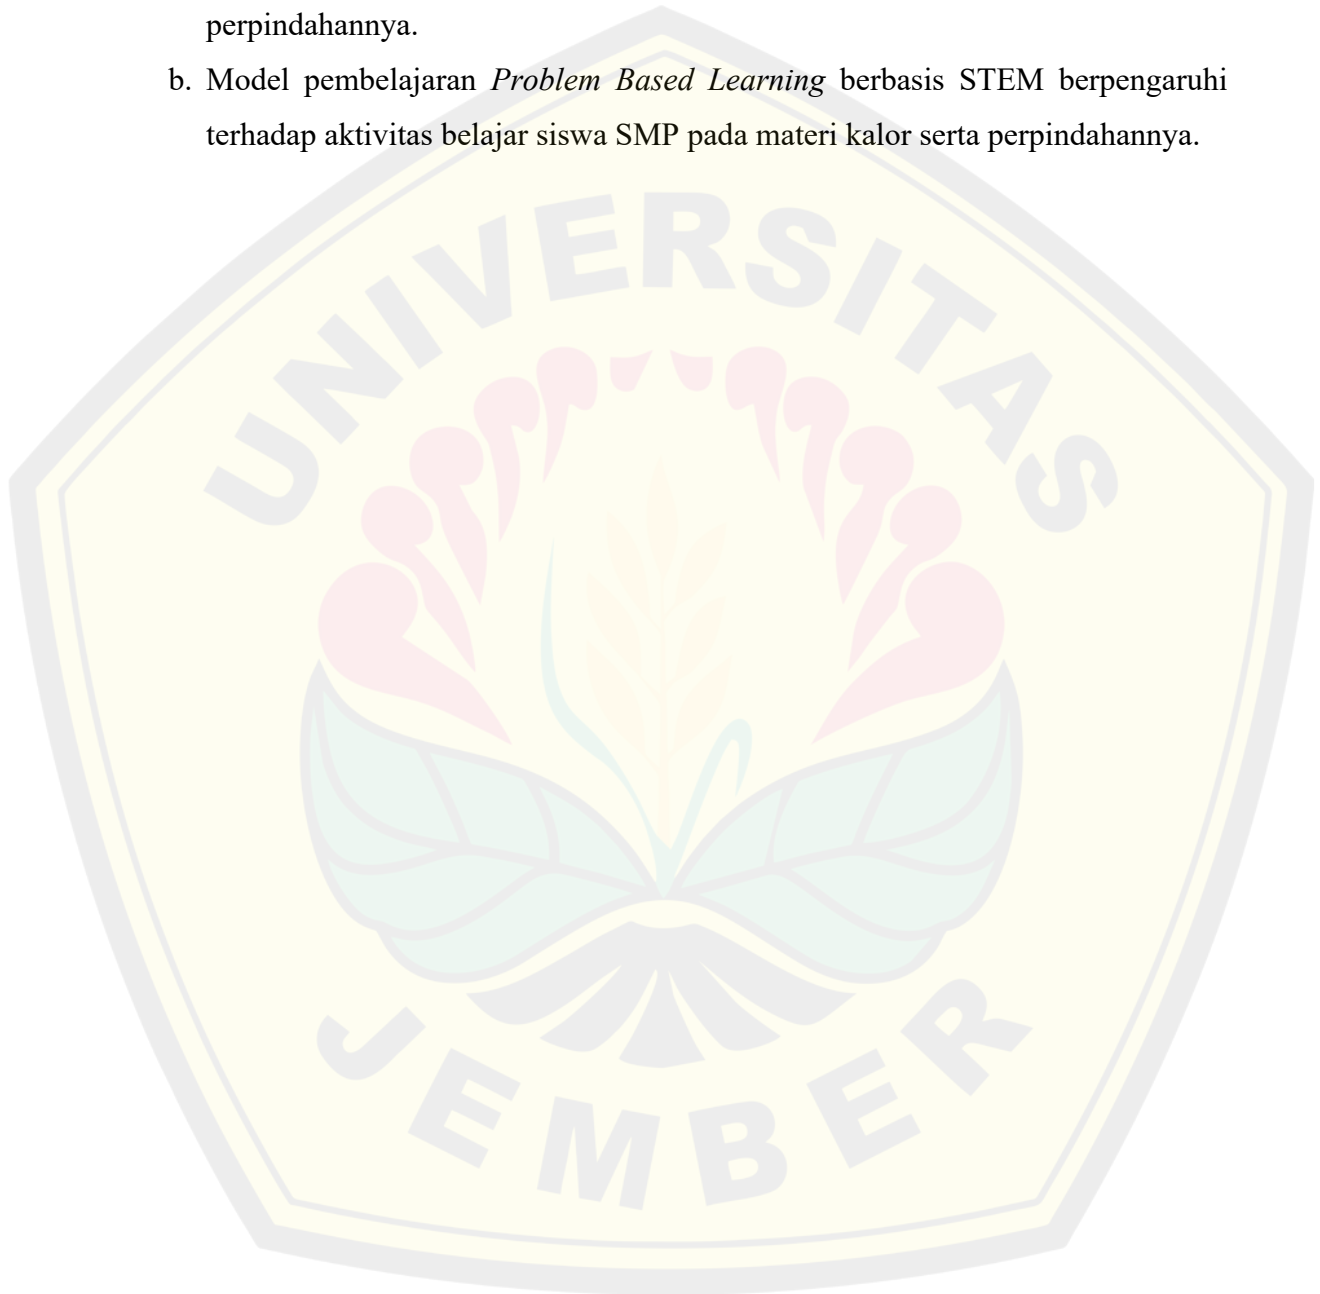 perpindahannya.
b. Model pembelajaran Problem Based Learning berbasis STEM berpengaruhi
terhadap aktivitas belajar siswa SMP pada materi kalor serta perpindahannya.
UNIVERSITAS
JEMBER